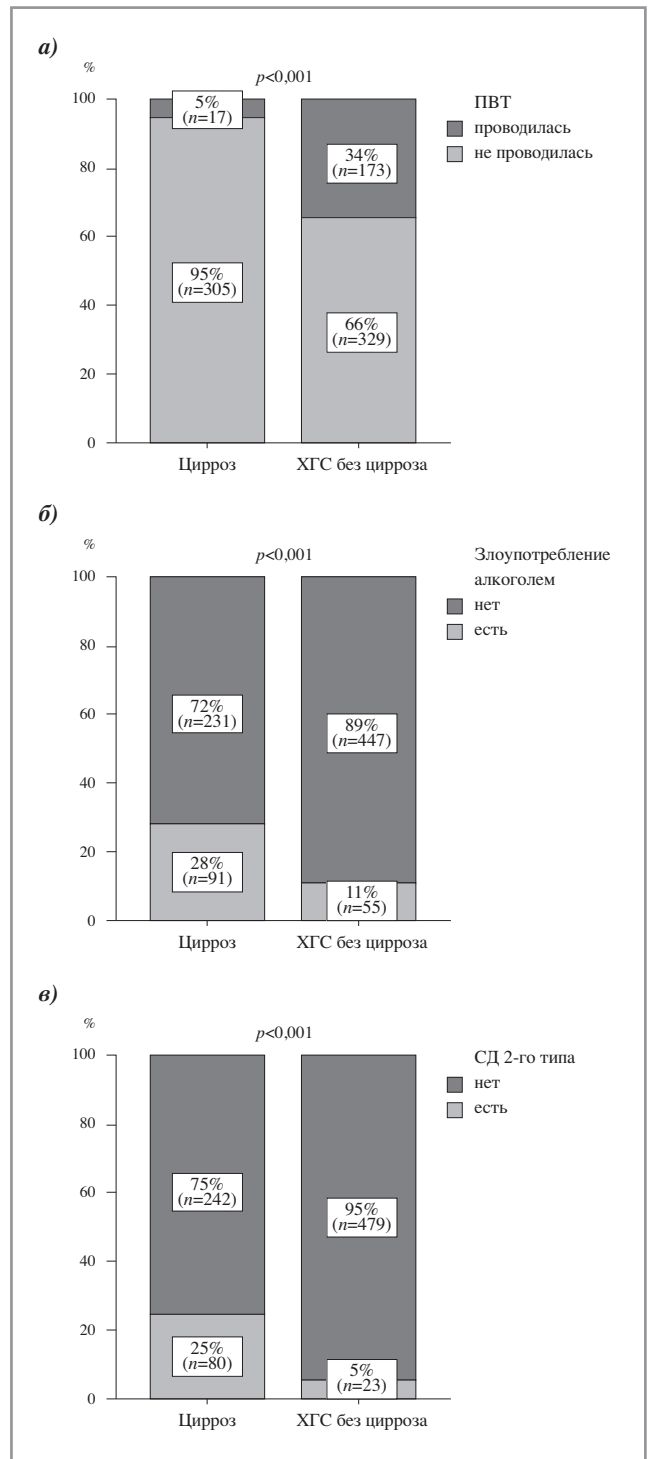 а)
%
p<0,001
100
80
60
40
20
0
5%
(n=17)
95%
(n=305)
34%
(n=173)
66%
(n=329)
Цирроз
ХГС без цирроза
ПВТ
проводилась
не проводилась
б)
%
p<0,001
100
80
60
40
20
0
72%
(n=231)
28%
(n=91)
89%
(n=447)
11%
(n=55)
Цирроз
ХГС без цирроза
Злоупотребление
алкоголем
нет
есть
в)
%
p<0,001
100
80
60
40
20
0
75%
(n=242)
25%
(n=80)
95%
(n=479)
5%
(n=23)
Цирроз
ХГС без цирроза
СД 2-го типа
нет
есть